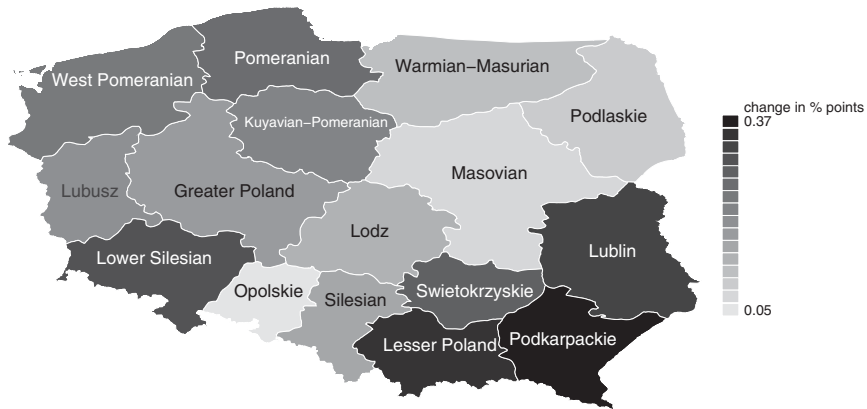 Pomeranian
West Pomeranian
Warmian−Masurian
Kuyavian−Pomeranian
Podlaskie
Masovian
Lubusz
Greater Poland
Lodz
Lublin
Lower Silesian
Opolskie
Silesian
Swietokrzyskie
Lesser Poland
Podkarpackie
change in % points
0.37
0.05